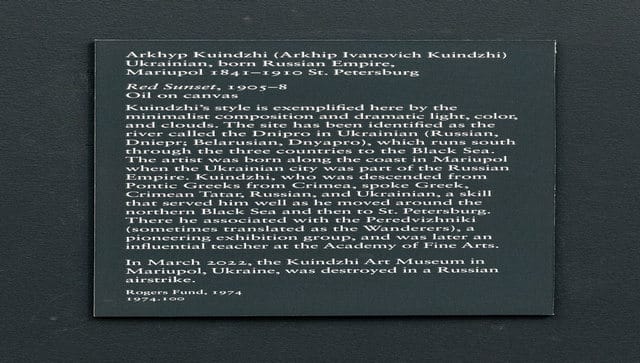 Arkhyp Kuindzhi (Arkhip Ivanovich Kuindzhi)
Ukrainian, born Russian Empire,
Mariupol 1841–1910 St. Petersburg
Red Sunset, 1905–8
Oil on canvas
Kuindzhi's style is exemplified here by the
minimalist composition and dramatic light, color,
and clouds. The site has been identified as the
river called the Dnipro in Ukrainian (Russian,
Dniepr; Belarusian, Dnyapro), which runs south
through the three countries to the Black Sea.
The artist was born along the coast in Mariupol
when the Ukrainian city was part of the Russian
Empire. Kuindzhi, who was descended from
Pontic Greeks from Crimea, spoke Greek,
Crimean Tatar, Russian, and Ukrainian, a skill
that served him well as he moved around the
northern Black Sea and then to St. Petersburg.
There he associated with the Peredvizhniki
(sometimes translated as the Wanderers), a
pioneering exhibition group, and was later an
influential teacher at the Academy of Fine Arts.
In March 2022, the Kuindzhi Art Museum in
Mariupol, Ukraine, was destroyed in a Russian
airstrike.
Rogers Fund, 1974
1974.100